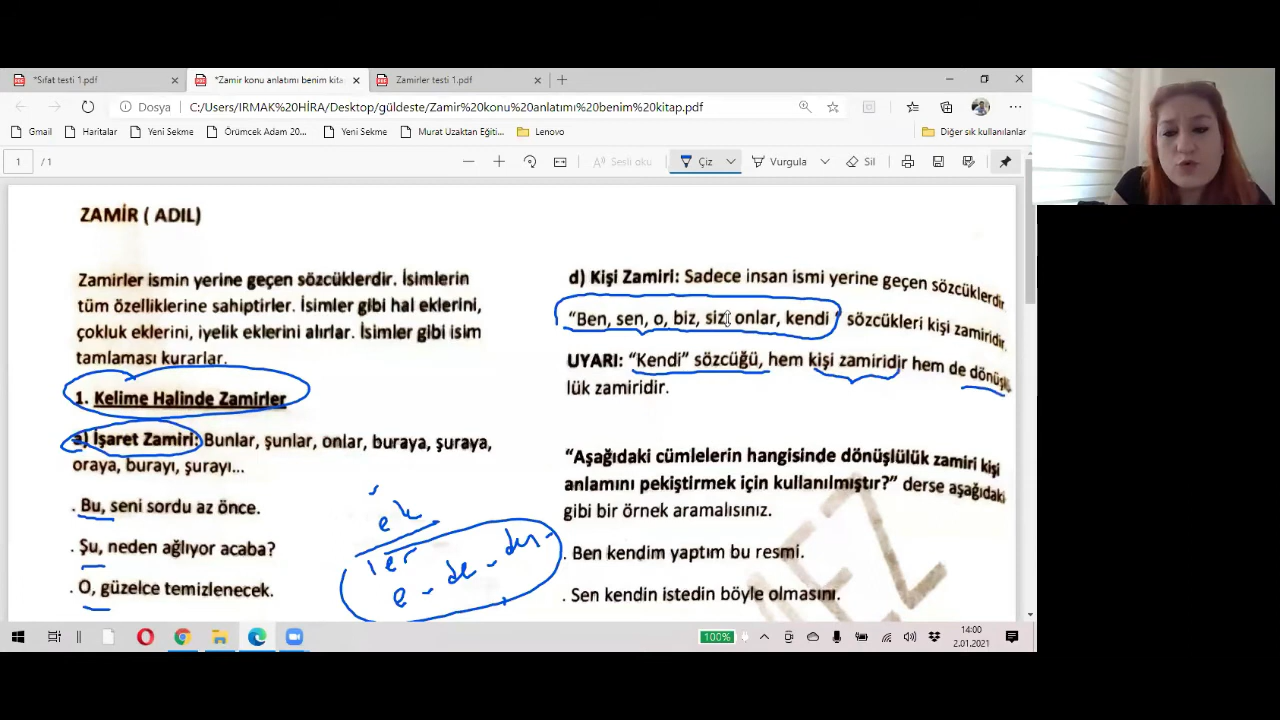 *Sıfat testi 1.pdf
*Zamir konu anlatımı benim kita
Zamirler testi 1.pdf
Dosya
C:/Users/IRMAK%20HİRA/Desktop/güldeste/Zamir%20konu%20anlatımı%20benim%20kitap.pdf
Gmail
Haritalar
Yeni Sekme
Örümcek Adam 20...
Yeni Sekme
Murat Uzaktan Eğiti...
Lenovo
Diğer sık kullanılanlar
1 / 1
Sesli oku
Çiz
Vurgula
Sil
ZAMİR ( ADIL)
Zamirler ismin yerine geçen sözcüklerdir. İsimlerin
tüm özelliklerine sahiptirler. İsimler gibi hal eklerini,
çokluk eklerini, iyelik eklerini alırlar. İsimler gibi isim
tamlaması kurarlar.
1. Kelime Halinde Zamirler
a) İşaret Zamiri: Bunlar, şunlar, onlar, buraya, şuraya,
oraya, burayı, şurayı...
. Bu, seni sordu az önce.
. Şu, neden ağlıyor acaba?
. O, güzelce temizlenecek.
ek
ler
e - de - den -
d) Kişi Zamiri: Sadece insan ismi yerine geçen sözcüklerdir
“Ben, sen, o, biz, siz, onlar, kendi “ sözcükleri kişi zamiridir.
UYARI: “Kendi” sözcüğü, hem kişi zamiridir hem de dönüşlü
lük zamiridir.
“Aşağıdaki cümlelerin hangisinde dönüşlülük zamiri kişi
anlamını pekiştirmek için kullanılmıştır?” derse aşağıdaki
gibi bir örnek aramalısınız.
. Ben kendim yaptım bu resmi.
. Sen kendin istedin böyle olmasını.
MEZ
100%
14:00
2.01.2021